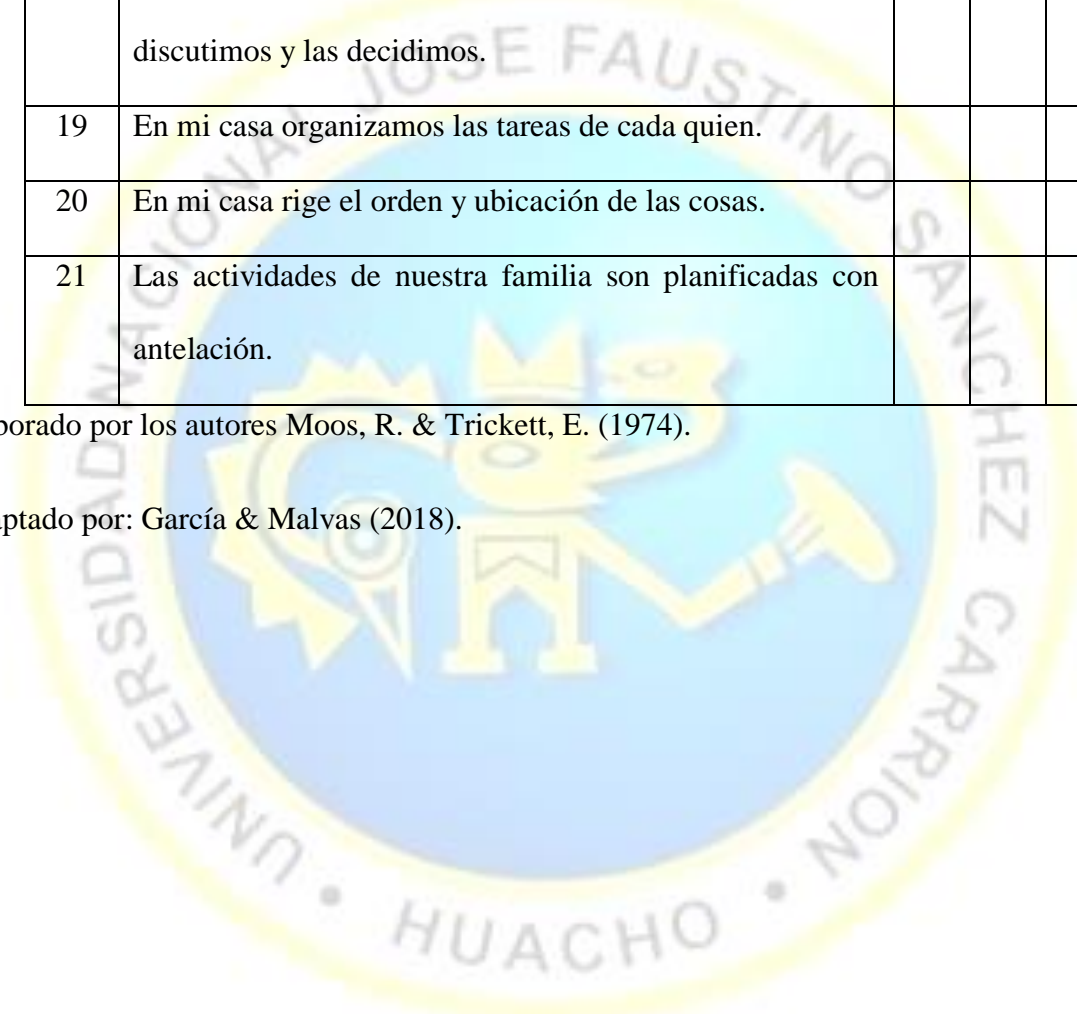 discutimos y las decidimos.
19 En mi casa organizamos las tareas de cada quien.
20 En mi casa rige el orden y ubicación de las cosas.
21 Las actividades de nuestra familia son planificadas con
antelación.
borado por los autores Moos, R. & Trickett, E. (1974).
aptado por: García & Malvas (2018).
UNIVERSIDAD NACIONAL JOSE FAUSTINO SANCHEZ CARRION • HUACHO •